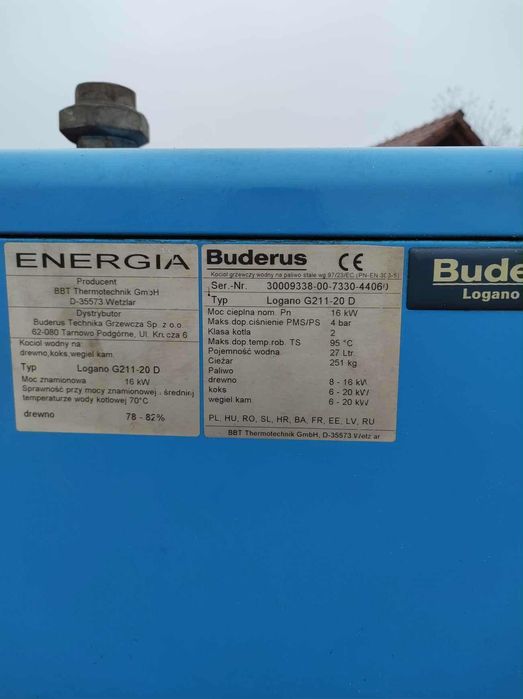 ENERGIA
Producent
BBT Thermotechnik GmbH
D-35573 Wetzlar
Dystrybutor
Buderus Technika Grzewcza Sp. z o.o.
62-080 Tarnowo Podgórne, Ul. Krucza 6
Kocioł wodny na:
drewno,koks,węgiel kam.
Typ Logano G211-20 D
Moc znamionowa 16 kW
Sprawność przy mocy znamionowej i średniej
temperaturze wody kotłowej 70°C
drewno 78 - 82%
Buderus CE
Kocioł grzewczy wodny na paliwo stałe wg 97/23/EC (PN-EN 303-5)
Ser.-Nr. 30009338-00-7330-44060
Typ Logano G211-20 D
Moc cieplna nom. Pn 16 kW
Maks dop.ciśnienie PMS/PS 4 bar
Klasa kotła 2
Maks dop temp.rob. TS 95 °C
Pojemność wodna 27 Ltr.
Ciężar 251 kg
Paliwo
drewno 8 - 16 kW
koks 6 - 20 kW
węgiel kam. 6 - 20 kW
PL, HU, RO, SL, HR, BA, FR, EE, LV, RU
BBT Thermotechnik GmbH, D-35573 Wetzlar
Bude
Logano